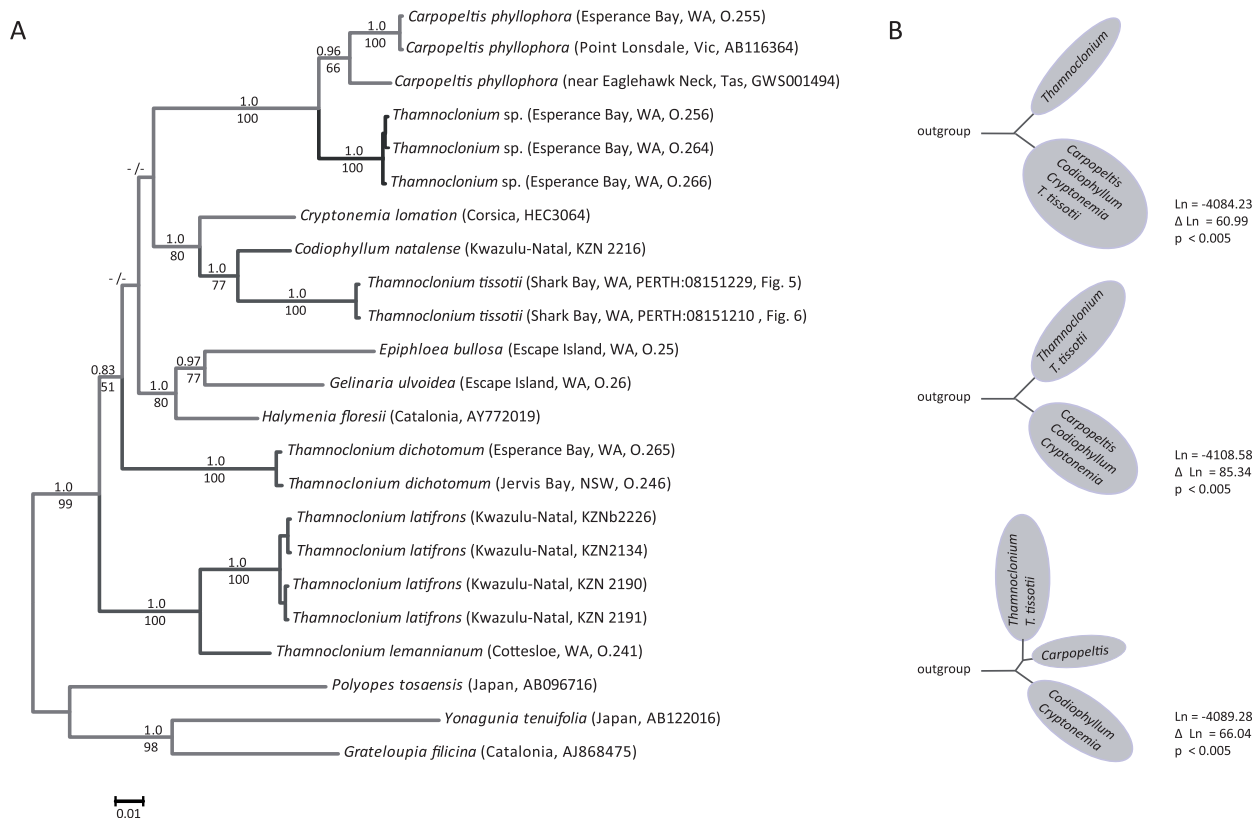 A
Carpopeltis phyllophora (Esperance Bay, WA, O.255)
1.0
100
Carpopeltis phyllophora (Point Lonsdale, Vic, AB116364)
0.96
66
Carpopeltis phyllophora (near Eaglehawk Neck, Tas, GWS001494)
1.0
100
Thamnoclonium sp. (Esperance Bay, WA, O.256)
Thamnoclonium sp. (Esperance Bay, WA, O.264)
1.0
100
Thamnoclonium sp. (Esperance Bay, WA, O.266)
- /-
Cryptonemia lomation (Corsica, HEC3064)
1.0
80
Codiophyllum natalense (Kwazulu-Natal, KZN 2216)
1.0
77
- /-
Thamnoclonium tissotii (Shark Bay, WA, PERTH:08151229, Fig. 5)
1.0
100
Thamnoclonium tissotii (Shark Bay, WA, PERTH:08151210 , Fig. 6)
Epiphloea bullosa (Escape Island, WA, O.25)
0.97
77
0.83
51
Gelinaria ulvoidea (Escape Island, WA, O.26)
1.0
80
Halymenia floresii (Catalonia, AY772019)
Thamnoclonium dichotomum (Esperance Bay, WA, O.265)
1.0
100
Thamnoclonium dichotomum (Jervis Bay, NSW, O.246)
1.0
99
Thamnoclonium latifrons (Kwazulu-Natal, KZNb2226)
Thamnoclonium latifrons (Kwazulu-Natal, KZN2134)
1.0
100
Thamnoclonium latifrons (Kwazulu-Natal, KZN 2190)
1.0
100
Thamnoclonium latifrons (Kwazulu-Natal, KZN 2191)
Thamnoclonium lemannianum (Cottesloe, WA, O.241)
Polyopes tosaensis (Japan, AB096716)
Yonagunia tenuifolia (Japan, AB122016)
1.0
98
Grateloupia filicina (Catalonia, AJ868475)
0.01
B
Thamnoclonium
outgroup
Carpopeltis
Codiophyllum
Cryptonemia
T. tissotii
Ln = -4084.23
Δ Ln = 60.99
p < 0.005
Thamnoclonium
T. tissotii
outgroup
Carpopeltis
Codiophyllum
Cryptonemia
Ln = -4108.58
Δ Ln = 85.34
p < 0.005
Thamnoclonium
T. tissotii
Carpopeltis
outgroup
Codiophyllum
Cryptonemia
Ln = -4089.28
Δ Ln = 66.04
p < 0.005